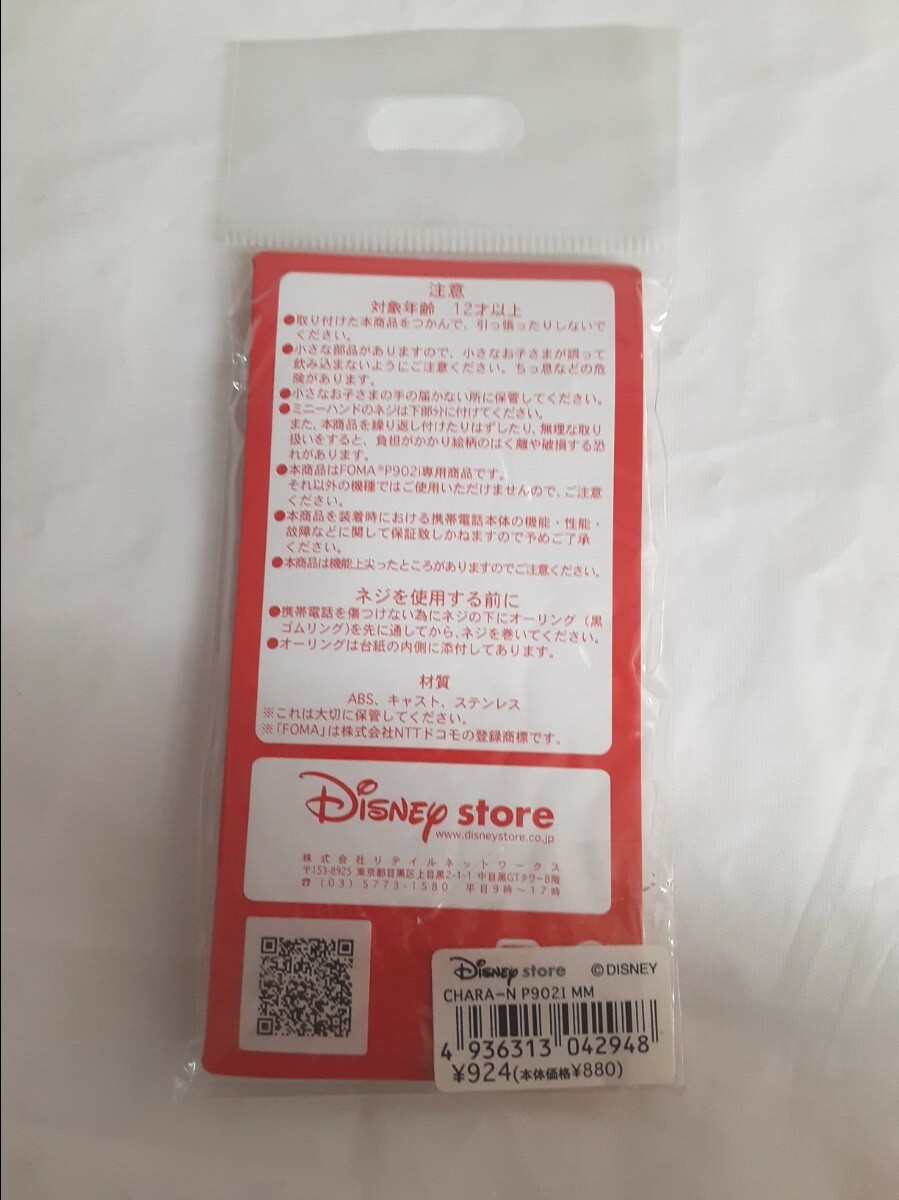 注意
対象年齢 12才以上
●取り付けた本商品をつかんで、引っ張ったりしないで
ください。
●小さな部品がありますので、小さなお子さまが誤って
飲み込まないようにご注意ください。ちっ息などの危
険があります。
●小さなお子さまの手の届かない所に保管してください。
●ミニーハンドのネジは下部分に付けてください。
また、本商品を繰り返し付けたりはずしたり、無理な取り
扱いをすると、負担がかかり絵柄のはく離や破損する恐
れがあります。
●本商品はFOMA®P902i専用商品です。
それ以外の機種ではご使用いただけませんので、ご注意
ください。
●本商品を装着時における携帯電話本体の機能・性能・
故障などに関して保証致しかねますので予めご了承
ください。
●本商品は機能上尖ったところがありますのでご注意ください。
ネジを使用する前に
●携帯電話を傷つけない為にネジの下にオーリング（黒
ゴムリング)を先に通してから、ネジを巻いてください。
●オーリングは台紙の内側に添付してあります。
材質
ABS、キャスト、ステンレス
※これは大切に保管してください。
※「FOMA」は株式会社NTTドコモの登録商標です。
Disney store
www.disneystore.co.jp
株式会社リテイルネットワークス
〒153-8925 東京都目黒区上目黒2-1-1 中目黒GTタワー8階
☎ (03) 5773-1580 平日9時～17時
Disney store ©DISNEY
CHARA-N P902I MM
4 936313 042948
¥924(本体価格¥880)